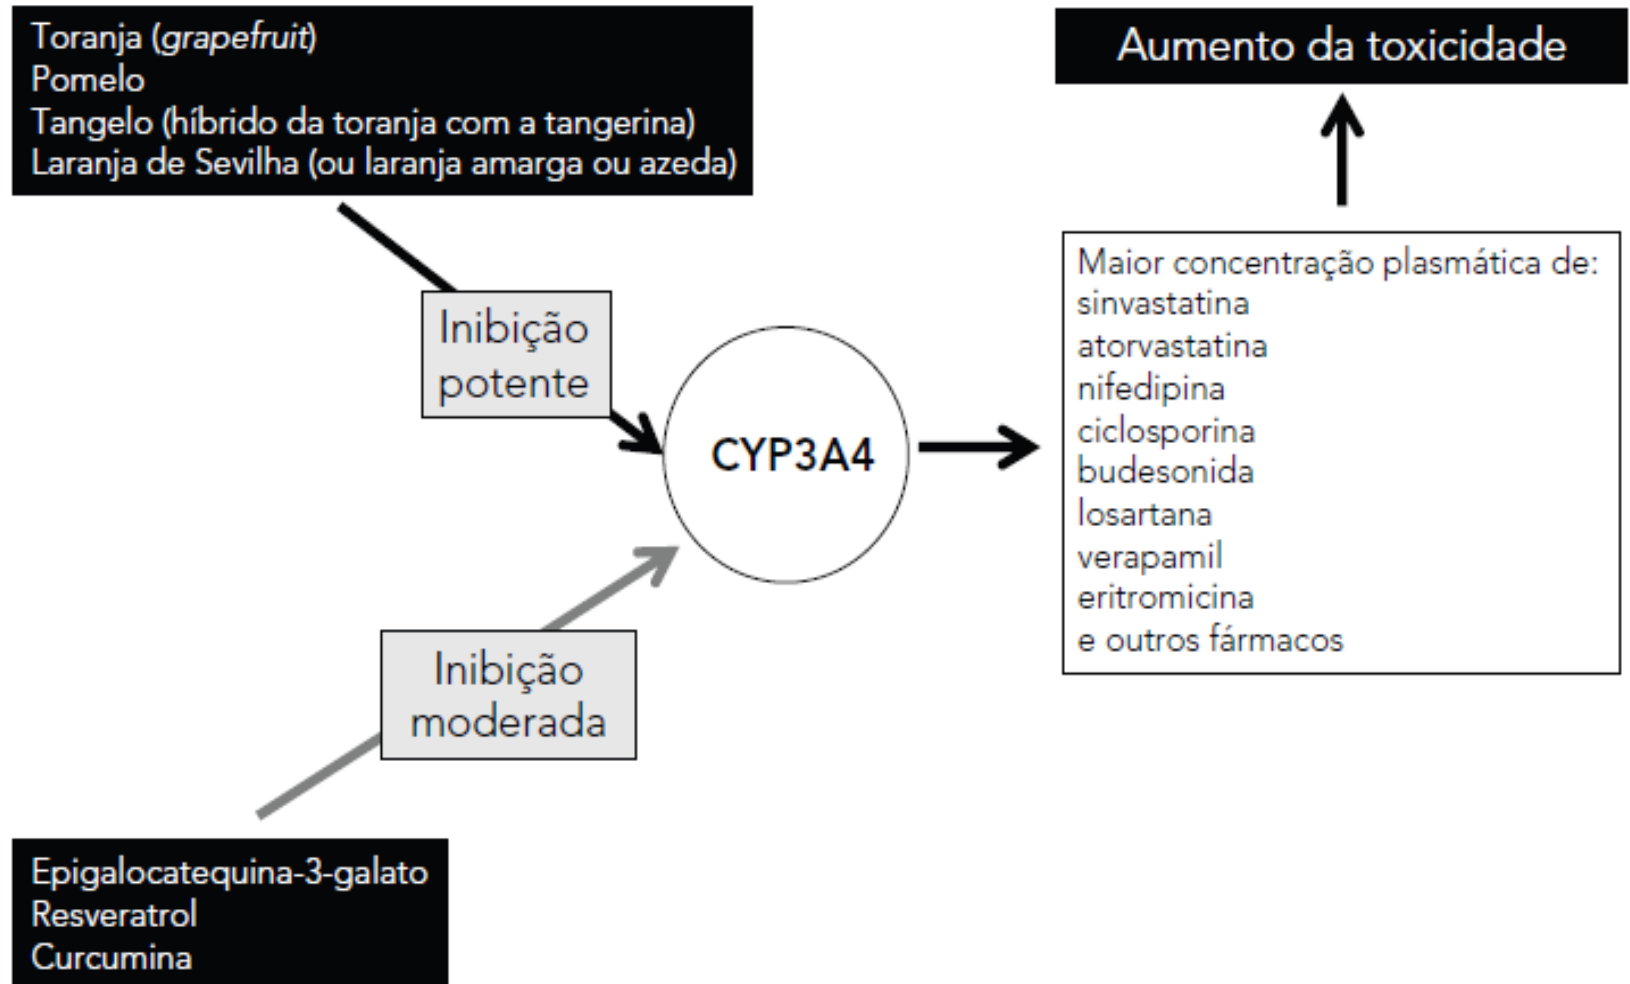 Toranja (grapefruit)
Pomelo
Tangelo (híbrido da toranja com a tangerina)
Laranja de Sevilha (ou laranja amarga ou azeda)
Aumento da toxicidade
Inibição
potente
CYP3A4
Maior concentração plasmática de:
sinvastatina
atorvastatina
nifedipina
ciclosporina
budesonida
losartana
verapamil
eritromicina
e outros fármacos
Inibição
moderada
Epigalocatequina-3-galato
Resveratrol
Curcumina